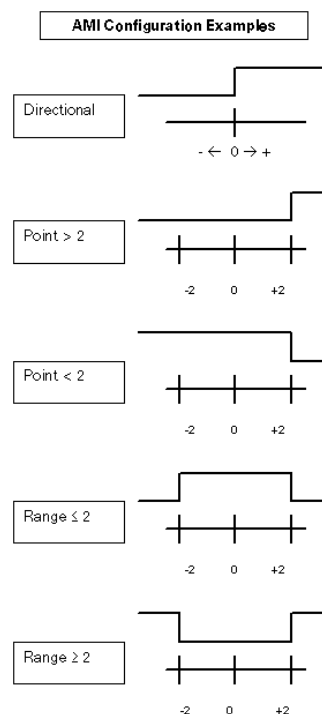 AMI Configuration Examples
Directional
- ← 0 → +
Point > 2
-2 0 +2
Point < 2
-2 0 +2
Range ≤ 2
-2 0 +2
Range ≥ 2
-2 0 +2